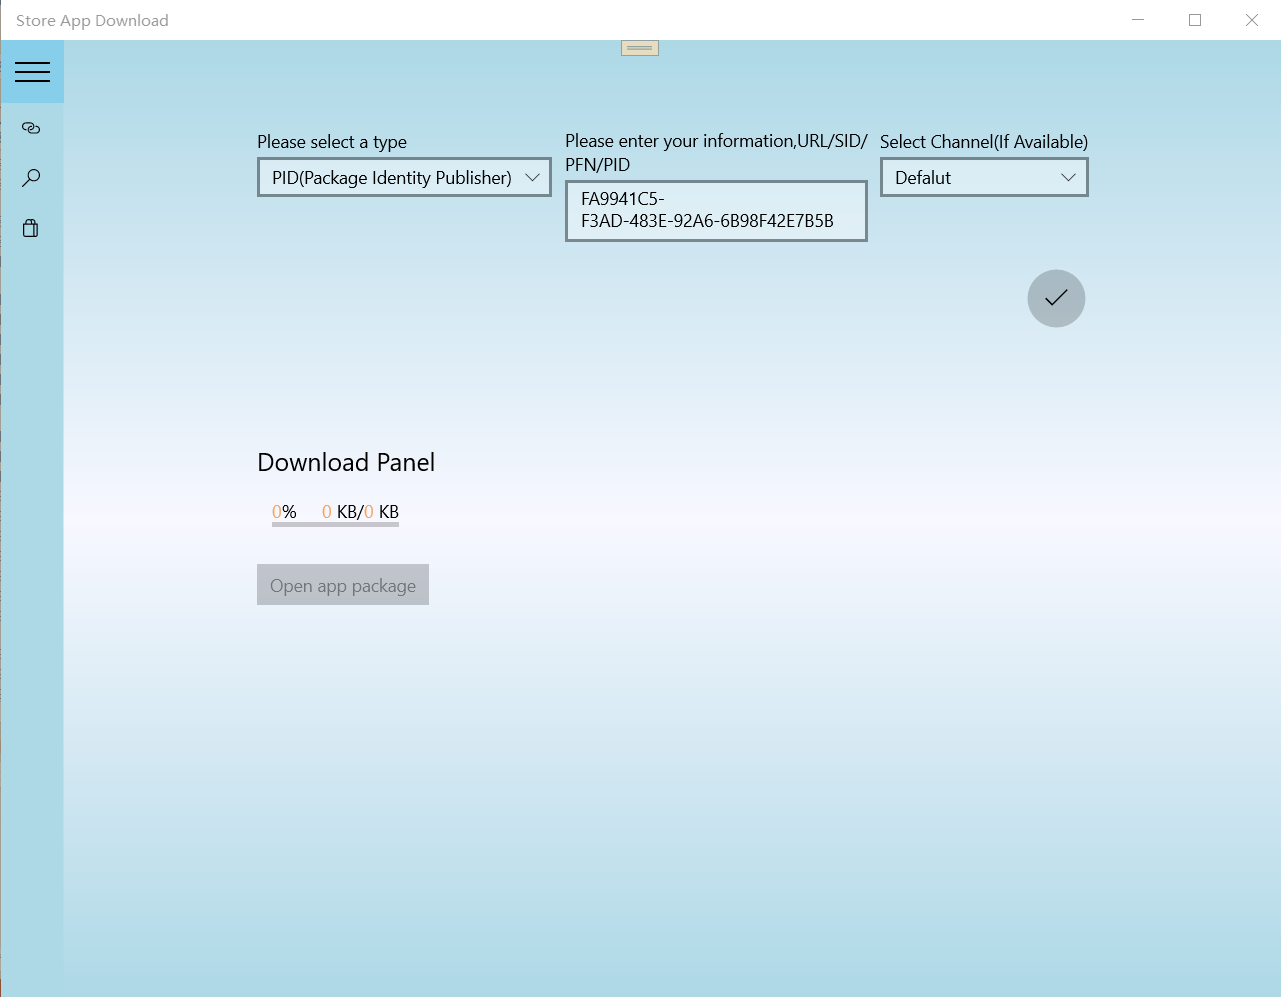 Store App Download
Please select a type
PID(Package Identity Publisher)
Please enter your information,URL/SID/
PFN/PID
FA9941C5-
F3AD-483E-92A6-6B98F42E7B5B
Select Channel(If Available)
Defalut
Download Panel
0% 0 KB/0 KB
Open app package